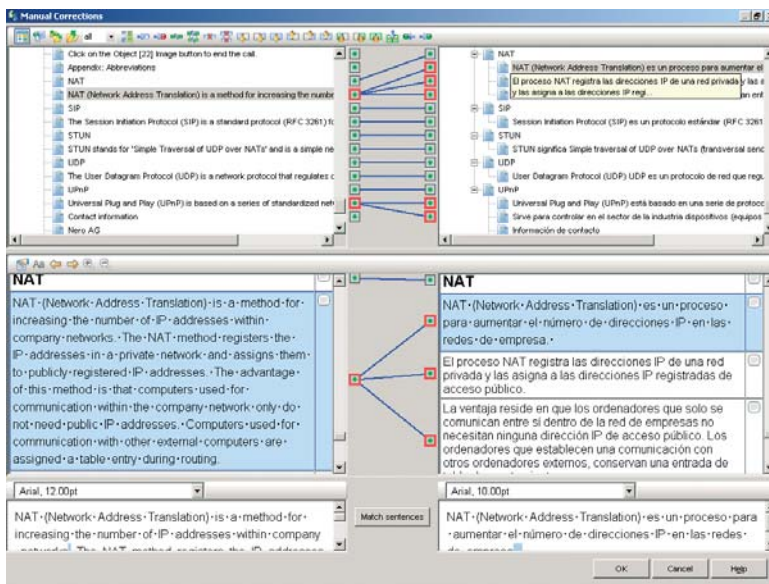 Manual Corrections
all
Click on the Object [22] Image button to end the call.
Appendix: Abbreviations
NAT
NAT (Network Address Translation) is a method for increasing the numbe
SIP
The Session Initiation Protocol (SIP) is a standard protocol (RFC 3261) fo
STUN
STUN stands for 'Simple Traversal of UDP over NATs' and is a simple ne
UDP
The User Datagram Protocol (UDP) is a network protocol that regulates c
UPnP
Universal Plug and Play (UPnP) is based on a series of standardized net
Contact information
Nero AG
NAT
NAT (Network Address Translation) es un proceso para aumentar el
El proceso NAT registra las direcciones IP de una red privada y las a
y las asigna a las direcciones IP regi...
an ent
SIP
Session Initiation Protocol (SIP) es un protocolo estándar (RFC 3261
STUN
STUN significa Simple traversal of UDP over NATs (transversal senc
UDP
User Datagram Protocol (UDP) UDP es un protocolo de red que regu
UPnP
Universal Plug and Play (UPnP) está basado en una serie de protoc
Sirve para controlar en el sector de la industria dispositivos (equipos
Información de contacto
Aa
NAT
NAT·(Network·Address·Translation)·is·a·method·for·
increasing·the·number·of·IP·addresses·within·
company·networks.·The·NAT·method·registers·the·
IP·addresses·in·a·private·network·and·assigns·them·
to·publicly·registered·IP·addresses.·The·advantage·
of·this·method·is·that·computers·used·for·
communication·within·the·company·network·only·do·
not·need·public·IP·addresses.·Computers·used·for·
communication·with·other·external·computers·are·
assigned·a·table·entry·during·routing.
NAT
NAT·(Network·Address·Translation)·es·un·proceso·
para·aumentar·el·número·de·direcciones·IP·en·las·
redes·de·empresa.·
El proceso NAT registra las direcciones IP de una red
privada y las asigna a las direcciones IP registradas de
acceso público.
La ventaja reside en que los ordenadores que solo se
comunican entre sí dentro de la red de empresas no
necesitan ninguna dirección IP de acceso público. Los
ordenadores que establecen una comunicación con
otros ordenadores externos, conservan una entrada de
Arial, 12.00pt
Arial, 10.00pt
NAT·(Network·Address·Translation)·is·a·method·for·
increasing·the·number·of·IP·addresses·within·company
Match sentences
NAT·(Network·Address·Translation)·es·un·proceso·para
·aumentar·el·número·de·direcciones·IP·en·las·redes·
OK
Cancel
Help